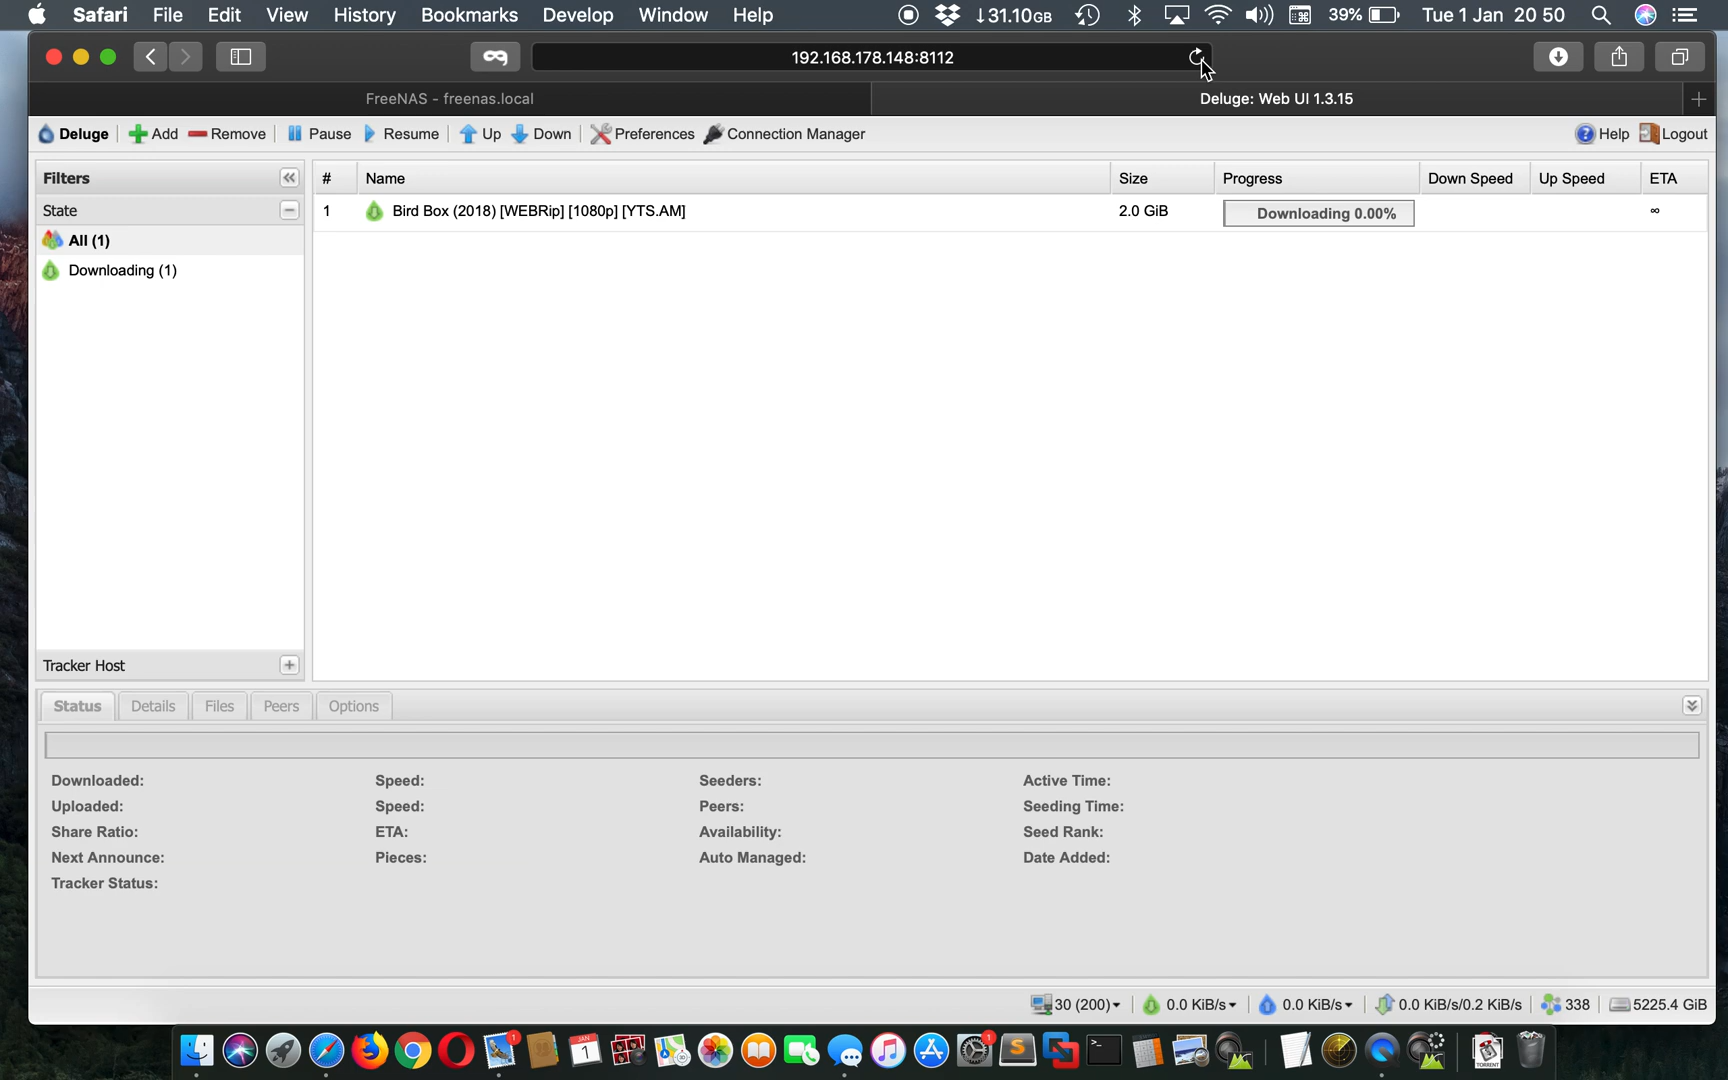 Safari File Edit View History Bookmarks Develop Window Help ↓31.10GB 39% Tue 1 Jan 20 50
192.168.178.148:8112
FreeNAS - freenas.local Deluge: Web UI 1.3.15
Deluge Add Remove Pause Resume Up Down Preferences Connection Manager Help Logout
Filters # Name Size Progress Down Speed Up Speed ETA
State 1 Bird Box (2018) [WEBRip] [1080p] [YTS.AM] 2.0 GiB Downloading 0.00% ∞
All (1)
Downloading (1)
Tracker Host
Status Details Files Peers Options
Downloaded: Speed: Seeders: Active Time:
Uploaded: Speed: Peers: Seeding Time:
Share Ratio: ETA: Availability: Seed Rank:
Next Announce: Pieces: Auto Managed: Date Added:
Tracker Status:
30 (200) 0.0 KiB/s 0.0 KiB/s 0.0 KiB/s/0.2 KiB/s 338 5225.4 GiB
1 JAN 1 3D 1 S >_ TORRENT